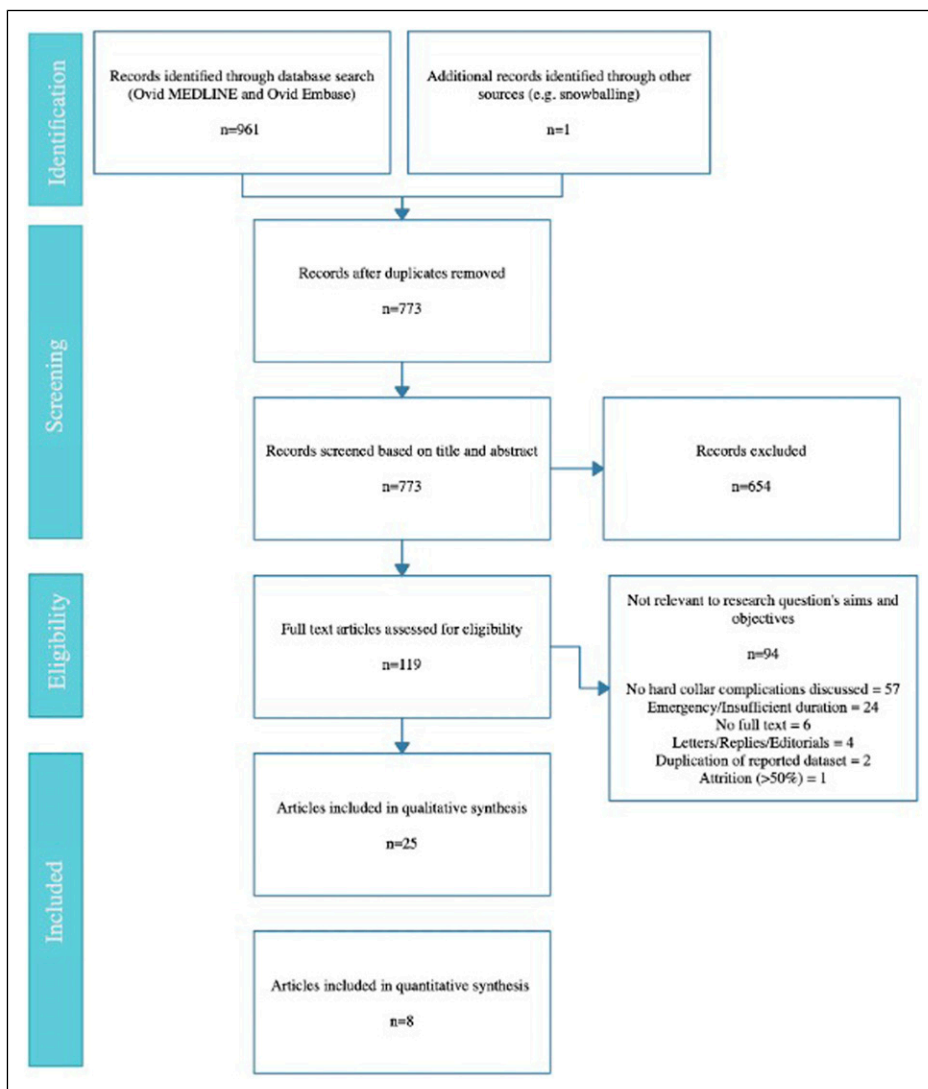 Identification
Records identified through database search
(Ovid MEDLINE and Ovid Embase)
n=961
Additional records identified through other
sources (e.g. snowballing)
n=1
Screening
Records after duplicates removed
n=773
Records screened based on title and abstract
n=773
Records excluded
n=654
Eligibility
Full text articles assessed for eligibility
n=119
Not relevant to research question's aims and
objectives
n=94
No hard collar complications discussed = 57
Emergency/Insufficient duration = 24
No full text = 6
Letters/Replies/Editorials = 4
Duplication of reported dataset = 2
Attrition (>50%) = 1
Included
Articles included in qualitative synthesis
n=25
Articles included in quantitative synthesis
n=8